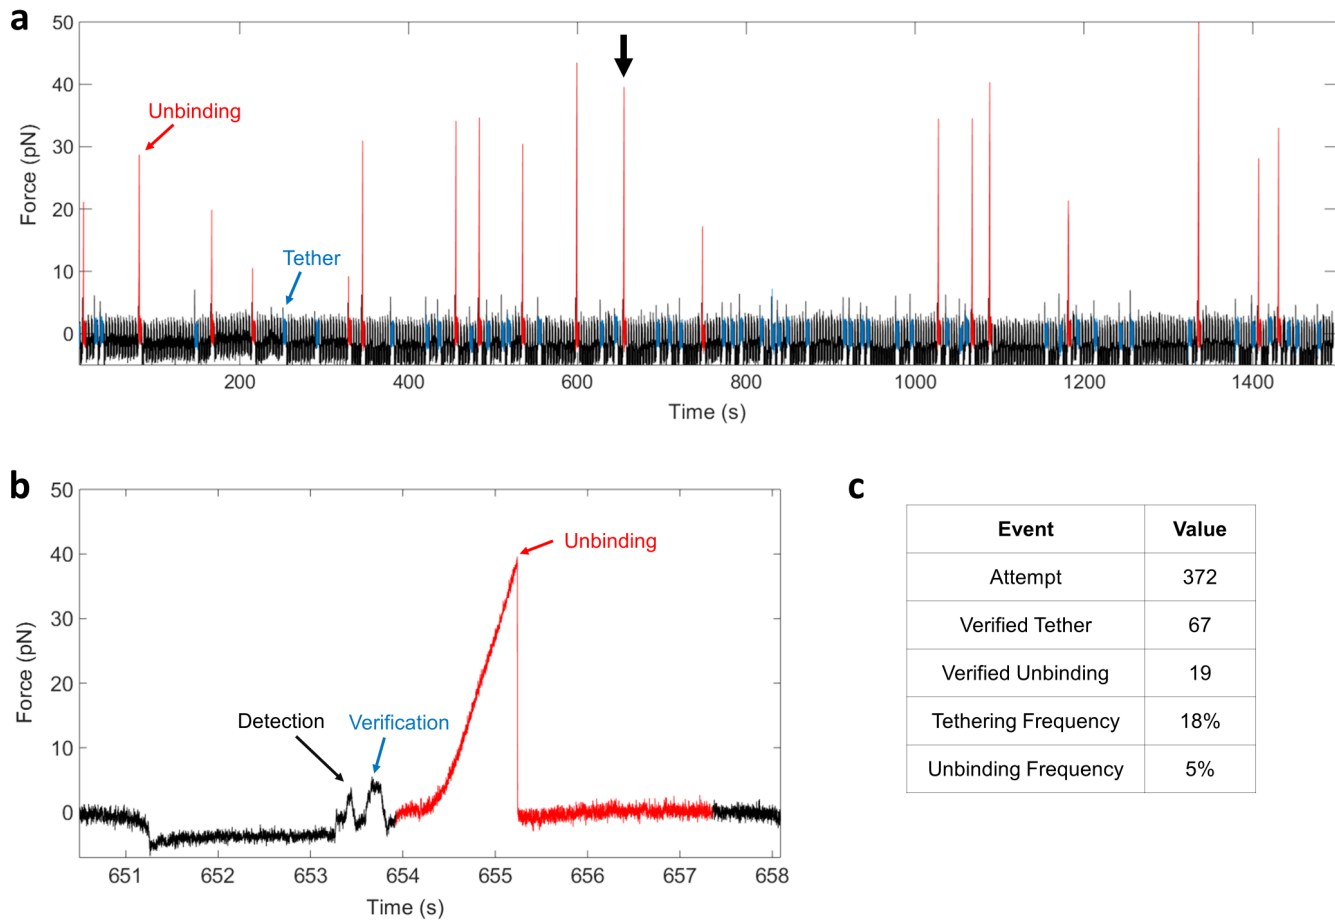 a
50
40
30
20
10
0
Force (pN)
Unbinding
Tether
200 400 600 800 1000 1200 1400
Time (s)
b
50
40
30
20
10
0
Force (pN)
Unbinding
Detection
Verification
651 652 653 654 655 656 657 658
Time (s)
c
Event Value
Attempt 372
Verified Tether 67
Verified Unbinding 19
Tethering Frequency 18%
Unbinding Frequency 5%